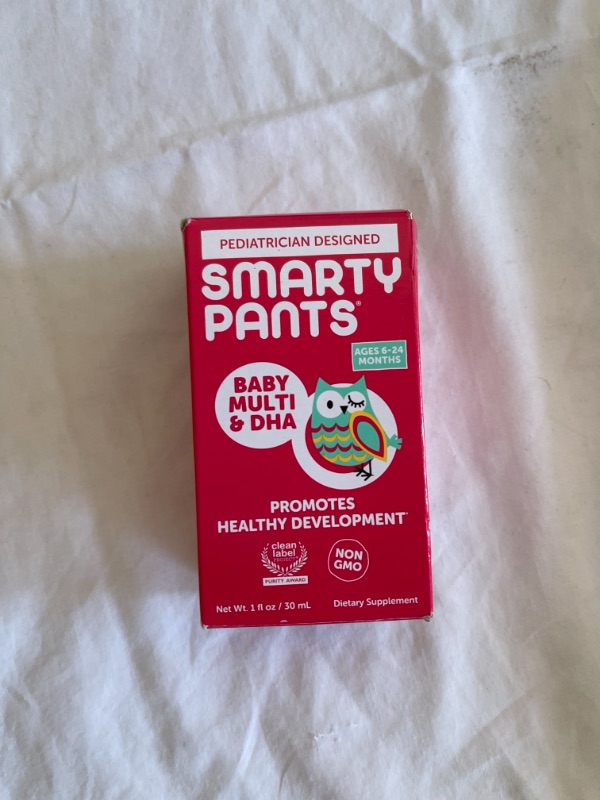 PEDIATRICIAN DESIGNED
SMARTY
PANTS®
AGES 6-24
MONTHS
BABY
MULTI
& DHA
PROMOTES
HEALTHY DEVELOPMENT*
clean
label
PROJECT
PURITY AWARD
NON
GMO
Net Wt. 1 fl oz / 30 mL
Dietary Supplement